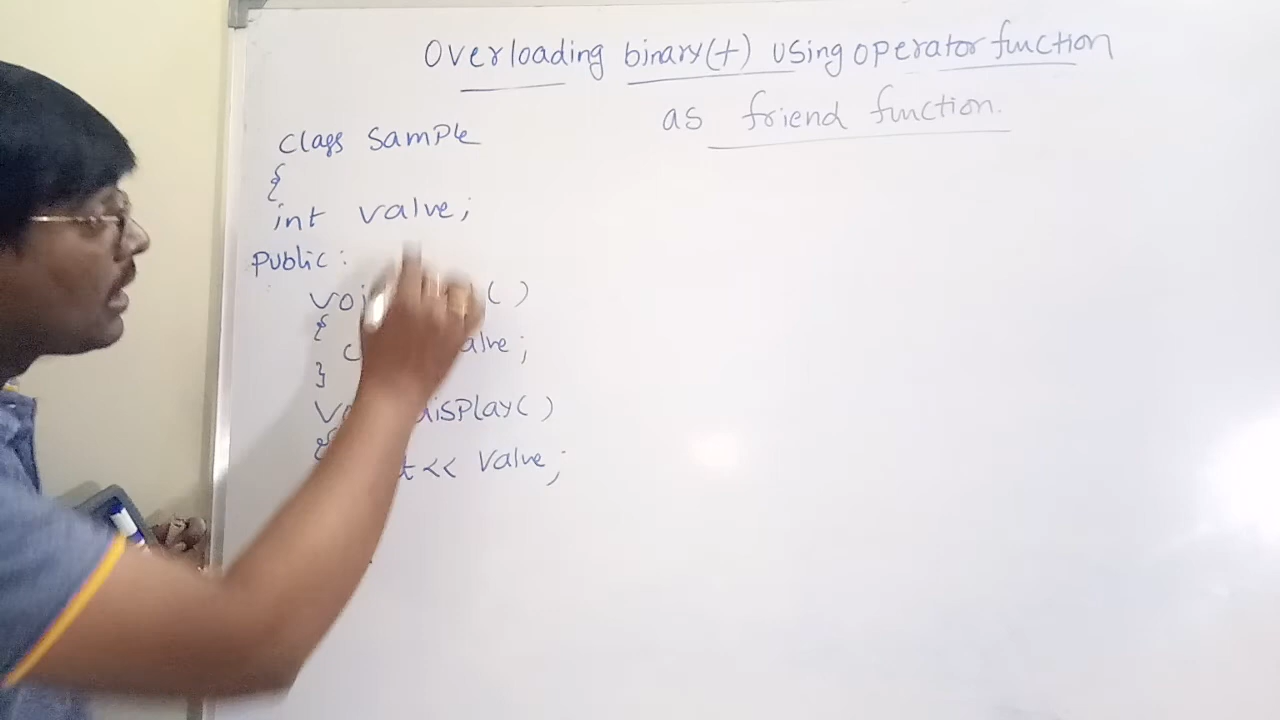 Overloading binary(+) using operator function
as friend function.
class sample
{
int value;
public:
( )
{
value;
}
display( )
{
<< value;